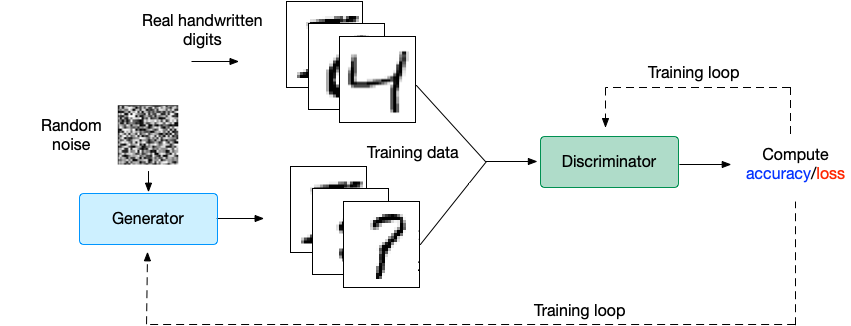 Real handwritten
digits
Training loop
Random
noise
Training data
Discriminator
Compute
accuracy/loss
Generator
Training loop